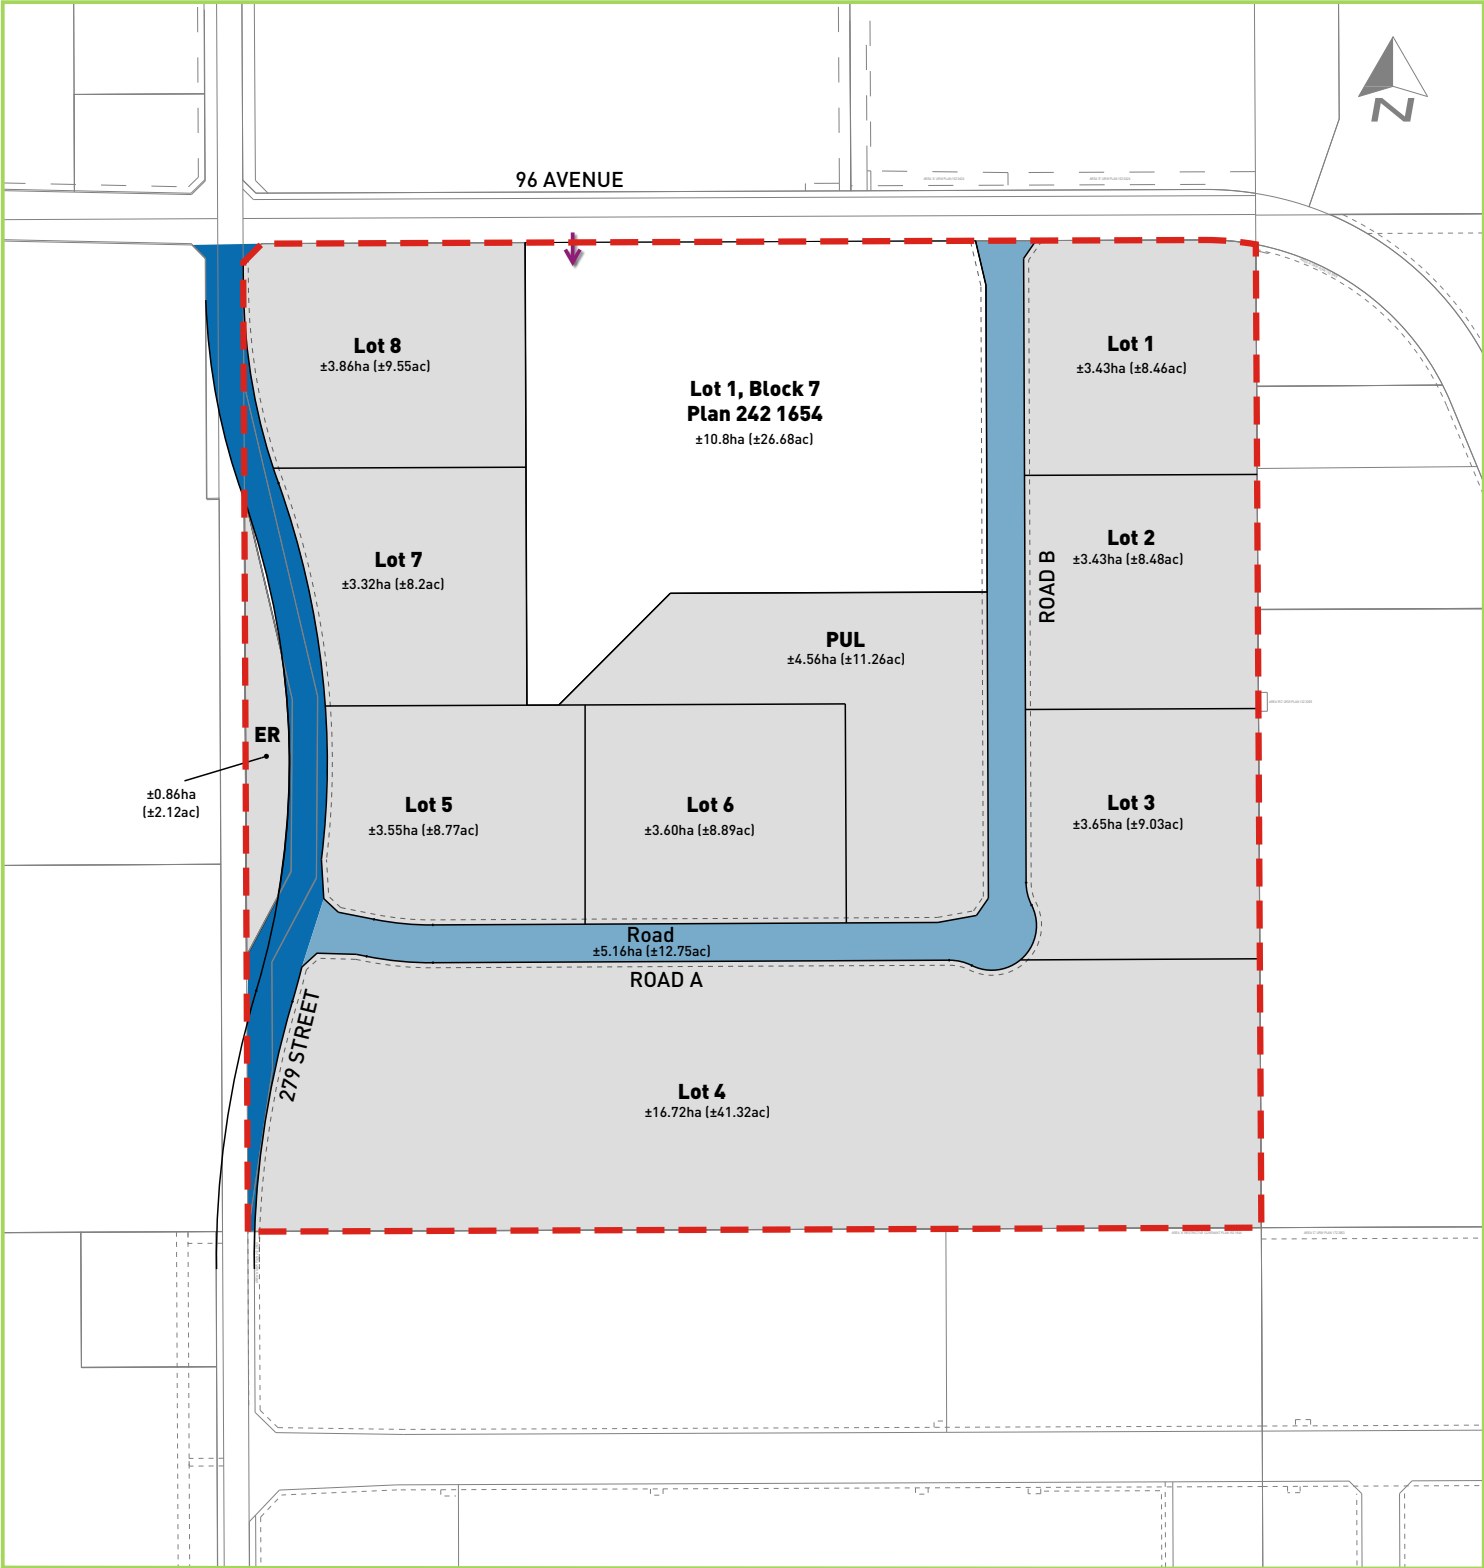 N
96 AVENUE
Lot 8
±3.86ha (±9.55ac)
Lot 1, Block 7
Plan 242 1654
±10.8ha (±26.68ac)
Lot 1
±3.43ha (±8.46ac)
Lot 7
±3.32ha (±8.2ac)
Lot 2
±3.43ha (±8.48ac)
ROAD B
PUL
±4.56ha (±11.26ac)
ER
±0.86ha
(±2.12ac)
Lot 5
±3.55ha (±8.77ac)
Lot 6
±3.60ha (±8.89ac)
Lot 3
±3.65ha (±9.03ac)
Road
±5.16ha (±12.75ac)
ROAD A
279 STREET
Lot 4
±16.72ha (±41.32ac)